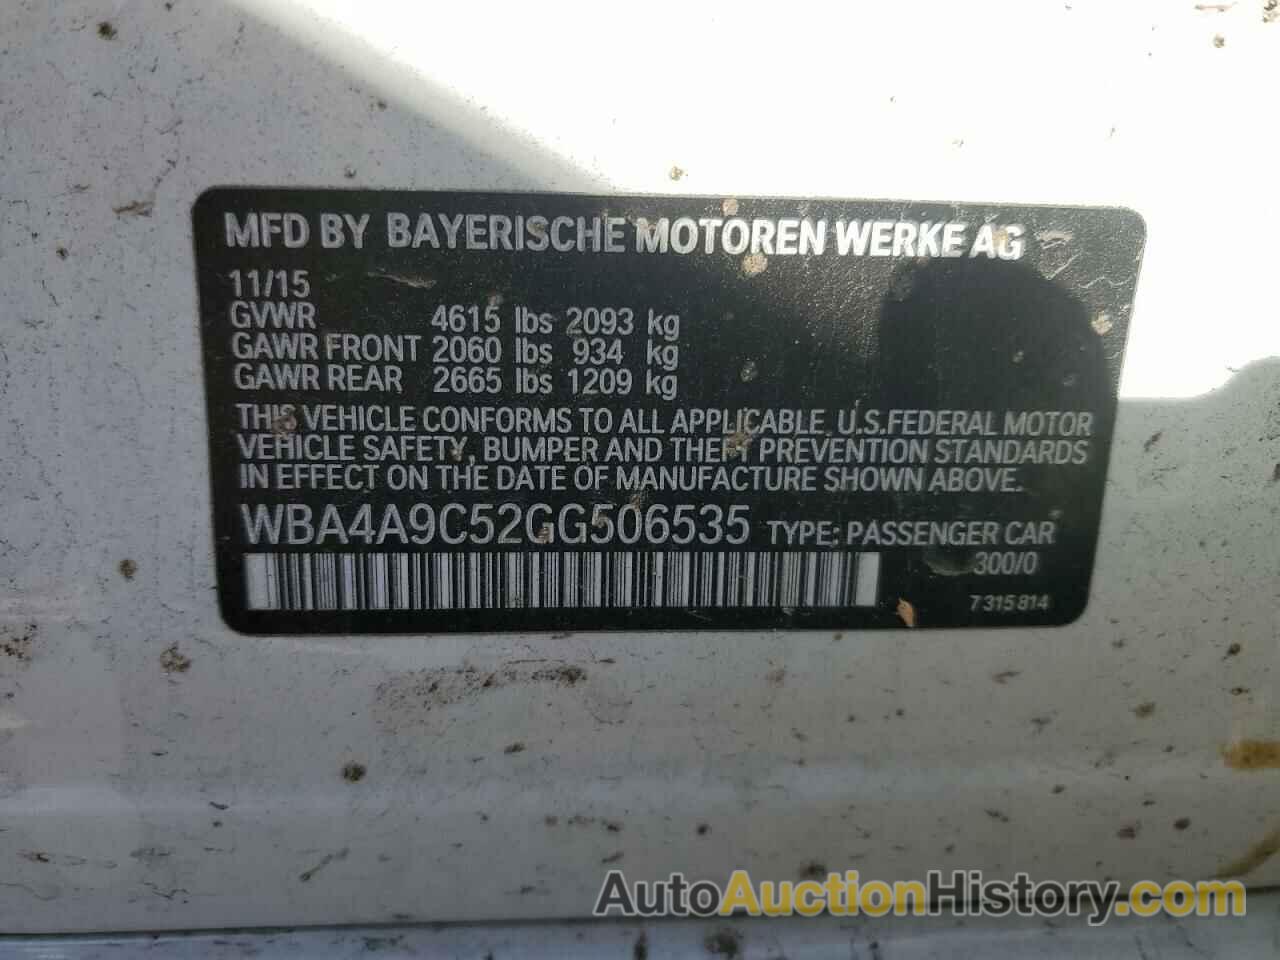 MFD BY BAYERISCHE MOTOREN WERKE AG
11/15
GVWR 4615 lbs 2093 kg
GAWR FRONT 2060 lbs 934 kg
GAWR REAR 2665 lbs 1209 kg
THIS VEHICLE CONFORMS TO ALL APPLICABLE U.S.FEDERAL MOTOR
VEHICLE SAFETY, BUMPER AND THEFT PREVENTION STANDARDS
IN EFFECT ON THE DATE OF MANUFACTURE SHOWN ABOVE.
WBA4A9C52GG506535 TYPE: PASSENGER CAR
300/0
7 315 814
AutoAuctionHistory.com